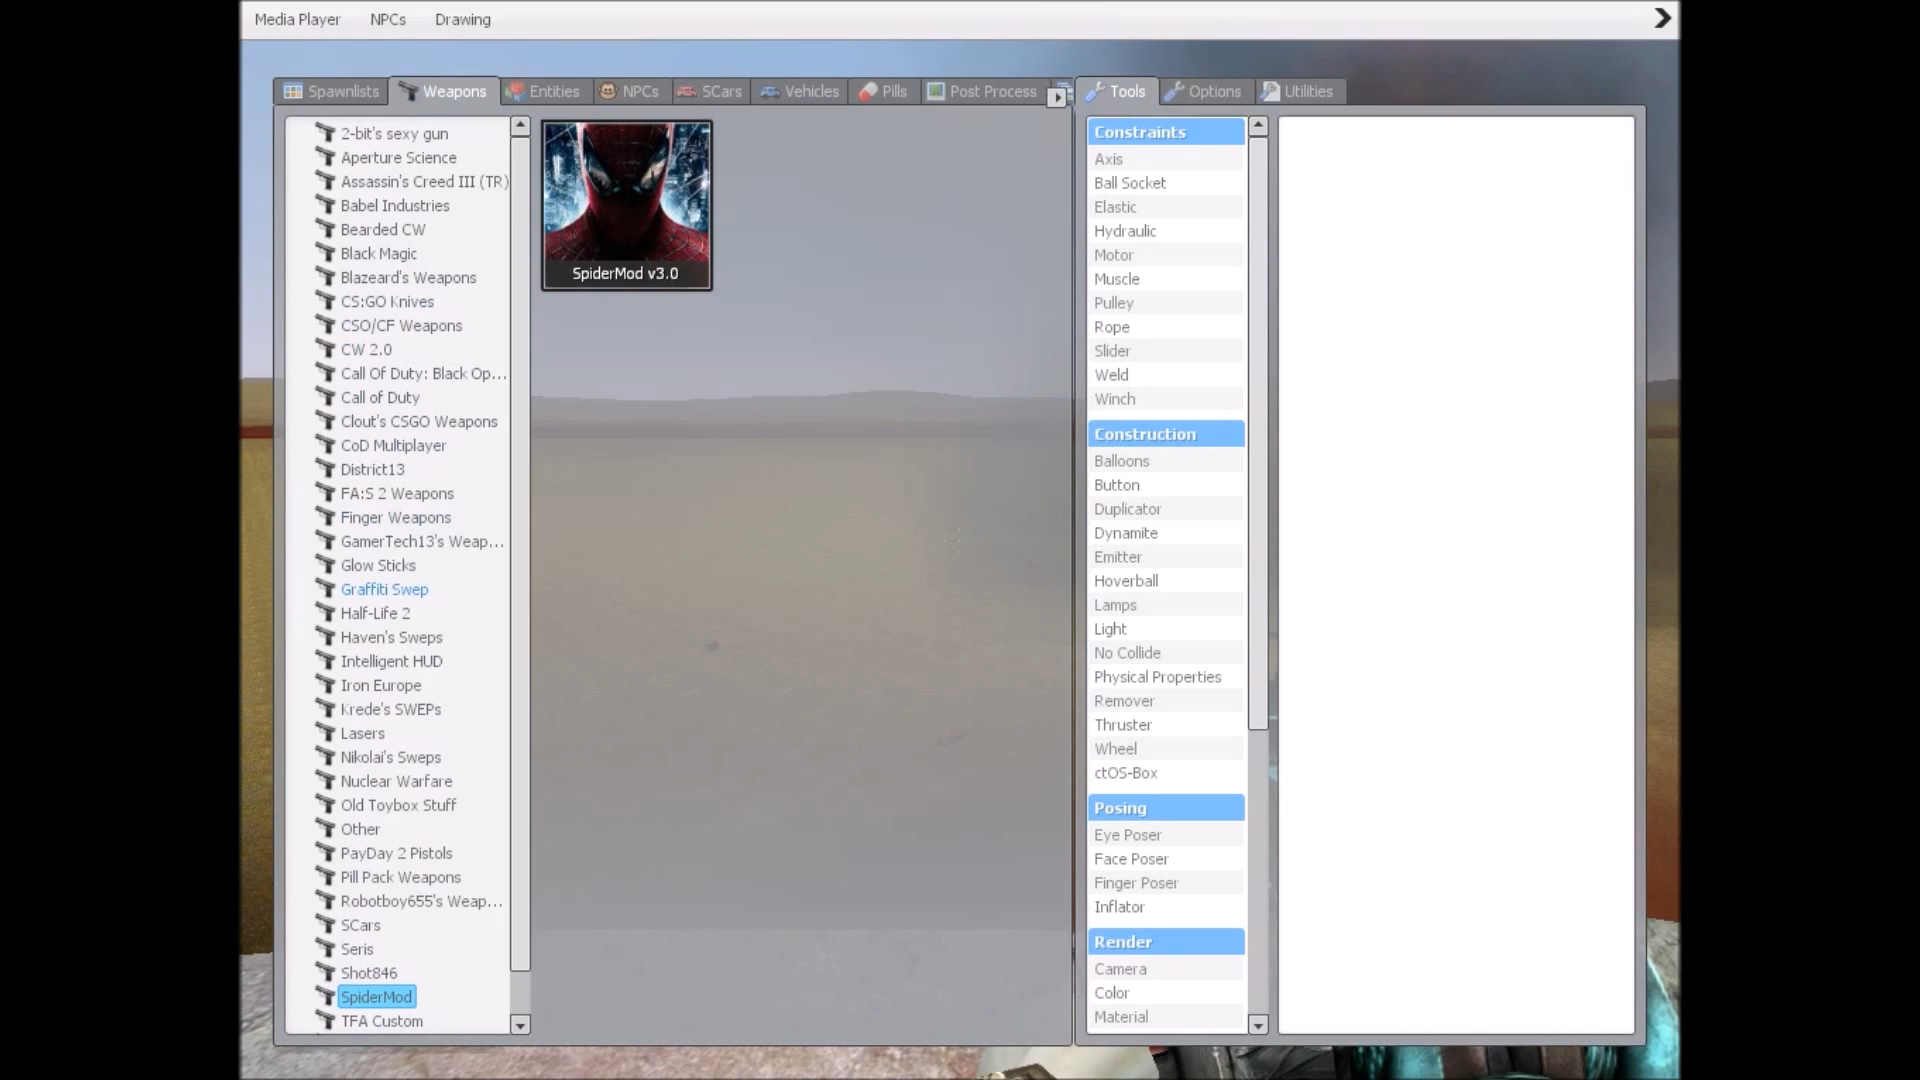 Media Player NPCs Drawing
Spawnlists Weapons Entities NPCs SCars Vehicles Pills Post Process
Tools Options Utilities
2-bit's sexy gun
Aperture Science
Assassin's Creed III (TR)
Babel Industries
Bearded CW
Black Magic
Blazeard's Weapons
CS:GO Knives
CSO/CF Weapons
CW 2.0
Call Of Duty: Black Op...
Call of Duty
Clout's CSGO Weapons
CoD Multiplayer
District13
FA:S 2 Weapons
Finger Weapons
GamerTech13's Weap...
Glow Sticks
Graffiti Swep
Half-Life 2
Haven's Sweps
Intelligent HUD
Iron Europe
Krede's SWEPs
Lasers
Nikolai's Sweps
Nuclear Warfare
Old Toybox Stuff
Other
PayDay 2 Pistols
Pill Pack Weapons
Robotboy655's Weap...
SCars
Seris
Shot846
SpiderMod
TFA Custom
SpiderMod v3.0
Constraints
Axis
Ball Socket
Elastic
Hydraulic
Motor
Muscle
Pulley
Rope
Slider
Weld
Winch
Construction
Balloons
Button
Duplicator
Dynamite
Emitter
Hoverball
Lamps
Light
No Collide
Physical Properties
Remover
Thruster
Wheel
ctOS-Box
Posing
Eye Poser
Face Poser
Finger Poser
Inflator
Render
Camera
Color
Material